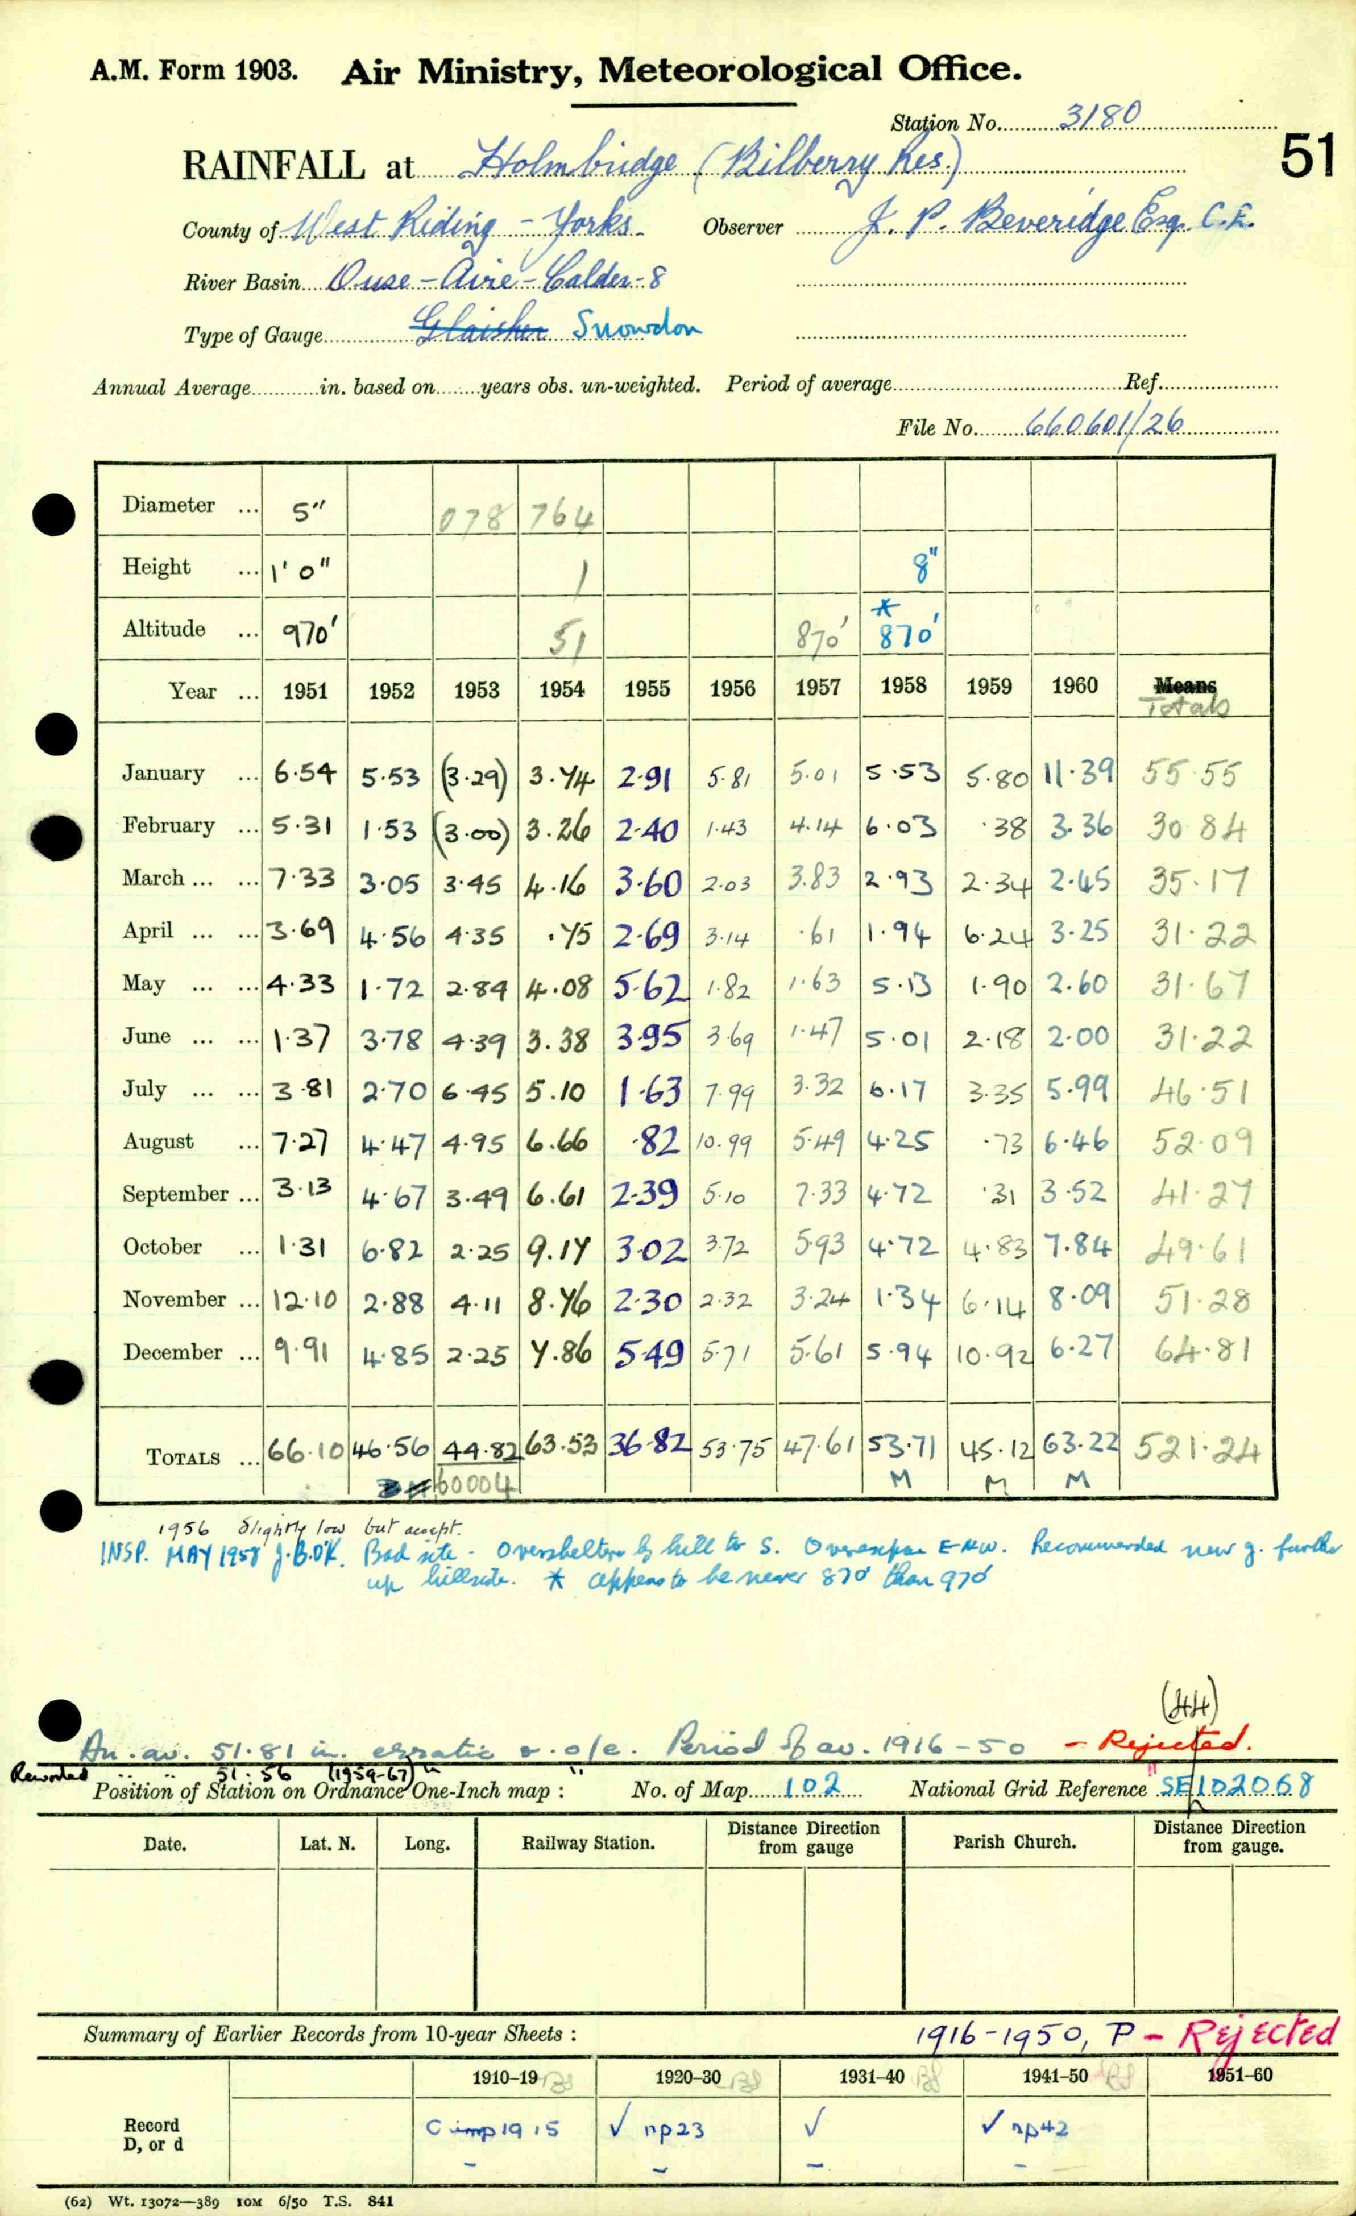 A.M. Form 1903. Air Ministry, Meteorological Office.
Station No. 3180
51
RAINFALL at Holmbridge (Bilberry Res.)
County of West Riding - Yorks. Observer J. P. Beveridge Esq. C.E.
River Basin Ouse - Aire - Calder - 8
Type of Gauge Glaisher Snowdon
Annual Average in. based on years obs. un-weighted. Period of average Ref.
File No. 660601/26
Diameter ... 5" 078 764
Height ... 1' 0" 1 8"
Altitude ... 970' 51 870' * 870'
Year ... 1951 1952 1953 1954 1955 1956 1957 1958 1959 1960 Means Totals
January ... 6.54 5.53 (3.29) 3.74 2.91 5.81 5.01 5.53 5.80 11.39 55.55
February ... 5.31 1.53 (3.00) 3.26 2.40 1.43 4.14 6.03 .38 3.36 30.84
March ... ... 7.33 3.05 3.45 4.16 3.60 2.03 3.83 2.93 2.34 2.45 35.17
April ... ... 3.69 4.56 4.35 .75 2.69 3.14 .61 1.94 6.24 3.25 31.22
May ... ... 4.33 1.72 2.84 4.08 5.62 1.82 1.63 5.13 1.90 2.60 31.67
June ... ... 1.37 3.78 4.39 3.38 3.95 3.69 1.47 5.01 2.18 2.00 31.22
July ... ... 3.81 2.70 6.45 5.10 1.63 7.99 3.32 6.17 3.35 5.99 46.51
August ... 7.27 4.47 4.95 6.66 .82 10.99 5.49 4.25 .73 6.46 52.09
September ... 3.13 4.67 3.49 6.61 2.39 5.10 7.33 4.72 .31 3.52 41.27
October ... 1.31 6.82 2.25 9.17 3.02 3.72 5.93 4.72 4.83 7.84 49.61
November ... 12.10 2.88 4.11 8.76 2.30 2.32 3.24 1.34 6.14 8.09 51.28
December ... 9.91 4.85 2.25 7.86 5.49 5.71 5.61 5.94 10.92 6.27 64.81
TOTALS ... 66.10 46.56 44.82 63.53 36.82 53.75 47.61 53.71 45.12 63.22 521.24
60004 M M M
1956 Slightly low but accept.
INSP. MAY 1958 J.B.O'K. Bad site - Overshelter by hill to S. E & W. Recommended new g. further
up hillside. * appears to be nearer 870' than 970'
(44)
An. av. 51.81 in. erratic o/e. Period of av. 1916-50 - Rejected.
Reworked " " 51.56 (1959-67) "
Position of Station on Ordnance One-Inch map : No. of Map 102 National Grid Reference SE 102068
Date. Lat. N. Long. Railway Station. Distance from gauge Direction Parish Church. Distance from gauge. Direction
Summary of Earlier Records from 10-year Sheets : 1916-1950, P - Rejected
1910–19 1920–30 1931–40 1941–50 1951–60
Record D, or d C 1915 ✓ np23 ✓ ✓ np42
- - - -
(62) Wt. 13072—389 10M 6/50 T.S. 841